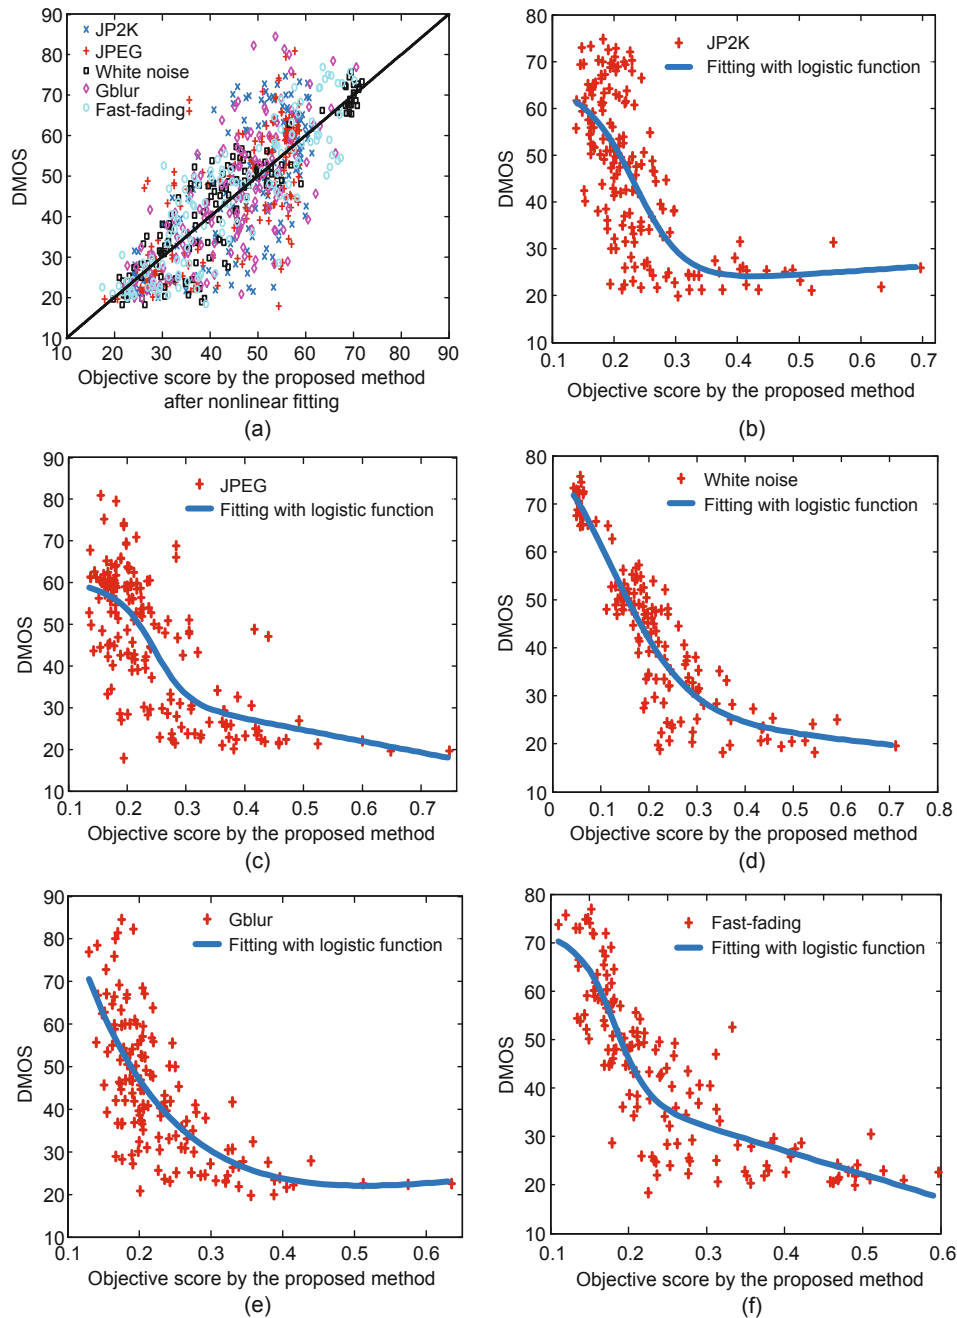 90
80
70
60
50
40
30
20
10
DMOS
JP2K
JPEG
White noise
Gblur
Fast-fading
10 20 30 40 50 60 70 80 90
Objective score by the proposed method
after nonlinear fitting
(a)
80
70
60
50
40
30
20
10
DMOS
JP2K
Fitting with logistic function
0.1 0.2 0.3 0.4 0.5 0.6 0.7
Objective score by the proposed method
(b)
90
80
70
60
50
40
30
20
10
DMOS
JPEG
Fitting with logistic function
0.1 0.2 0.3 0.4 0.5 0.6 0.7
Objective score by the proposed method
(c)
80
70
60
50
40
30
20
10
DMOS
White noise
Fitting with logistic function
0 0.1 0.2 0.3 0.4 0.5 0.6 0.7 0.8
Objective score by the proposed method
(d)
90
80
70
60
50
40
30
20
10
DMOS
Gblur
Fitting with logistic function
0.1 0.2 0.3 0.4 0.5 0.6
Objective score by the proposed method
(e)
80
70
60
50
40
30
20
10
DMOS
Fast-fading
Fitting with logistic function
0.1 0.2 0.3 0.4 0.5 0.6
Objective score by the proposed method
(f)